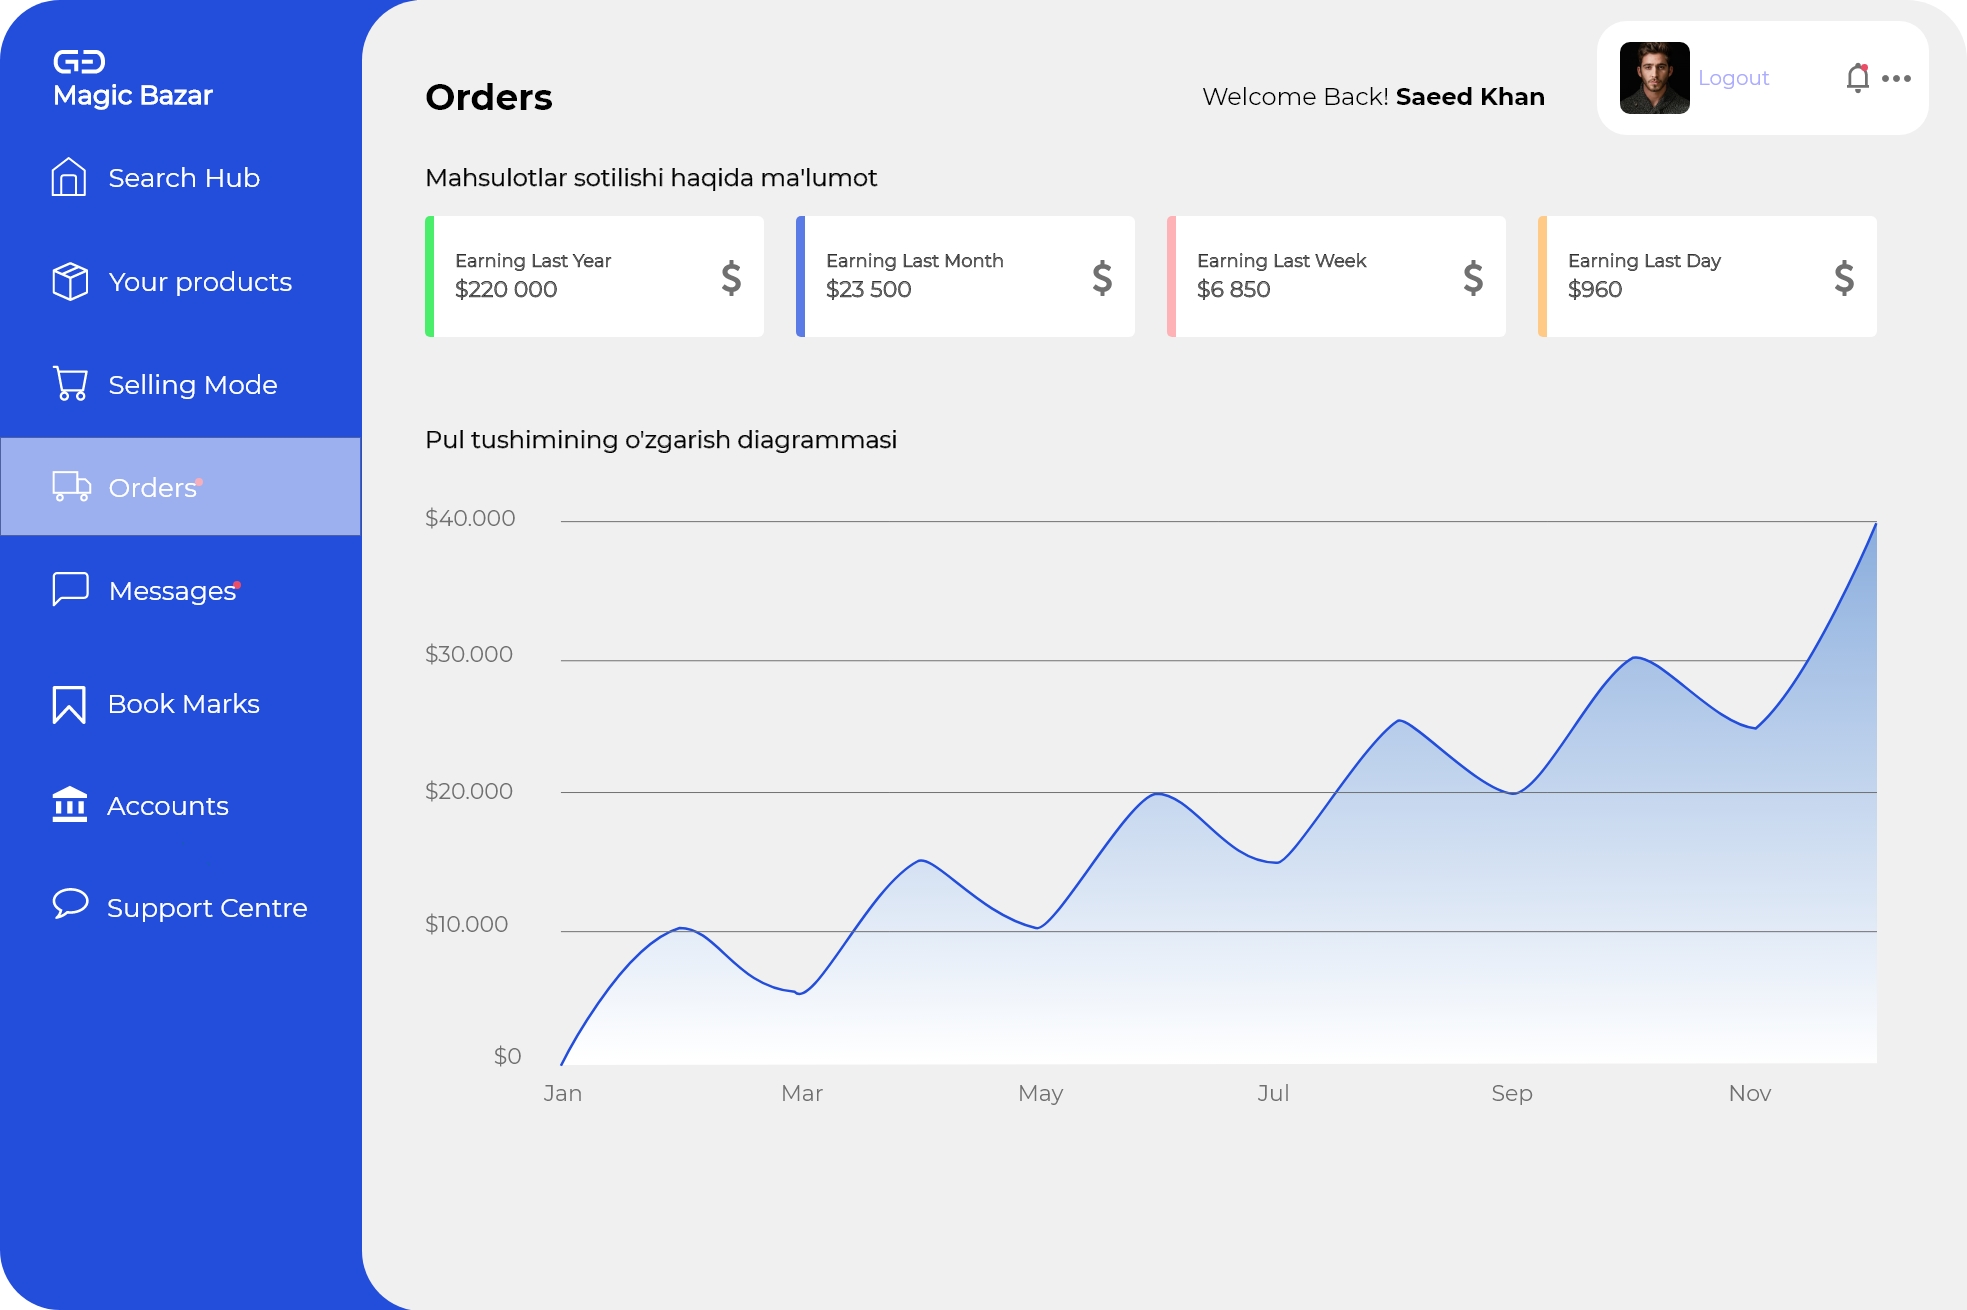 Magic Bazar
Search Hub
Your products
Selling Mode
Orders
Messages
Book Marks
Accounts
Support Centre
Orders
Welcome Back! Saeed Khan
Logout
Mahsulotlar sotilishi haqida ma'lumot
Earning Last Year
$220 000
$
Earning Last Month
$23 500
$
Earning Last Week
$6 850
$
Earning Last Day
$960
$
Pul tushimining o'zgarish diagrammasi
$40.000
$30.000
$20.000
$10.000
$0
Jan Mar May Jul Sep Nov